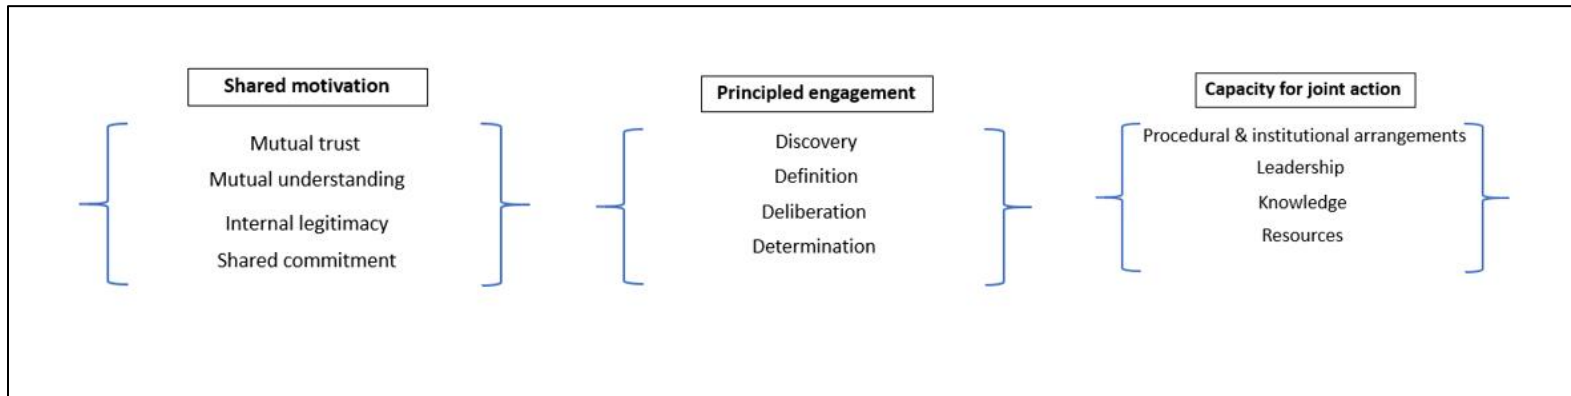 Shared motivation
Mutual trust
Mutual understanding
Internal legitimacy
Shared commitment
Principled engagement
Discovery
Definition
Deliberation
Determination
Capacity for joint action
Procedural & institutional arrangements
Leadership
Knowledge
Resources